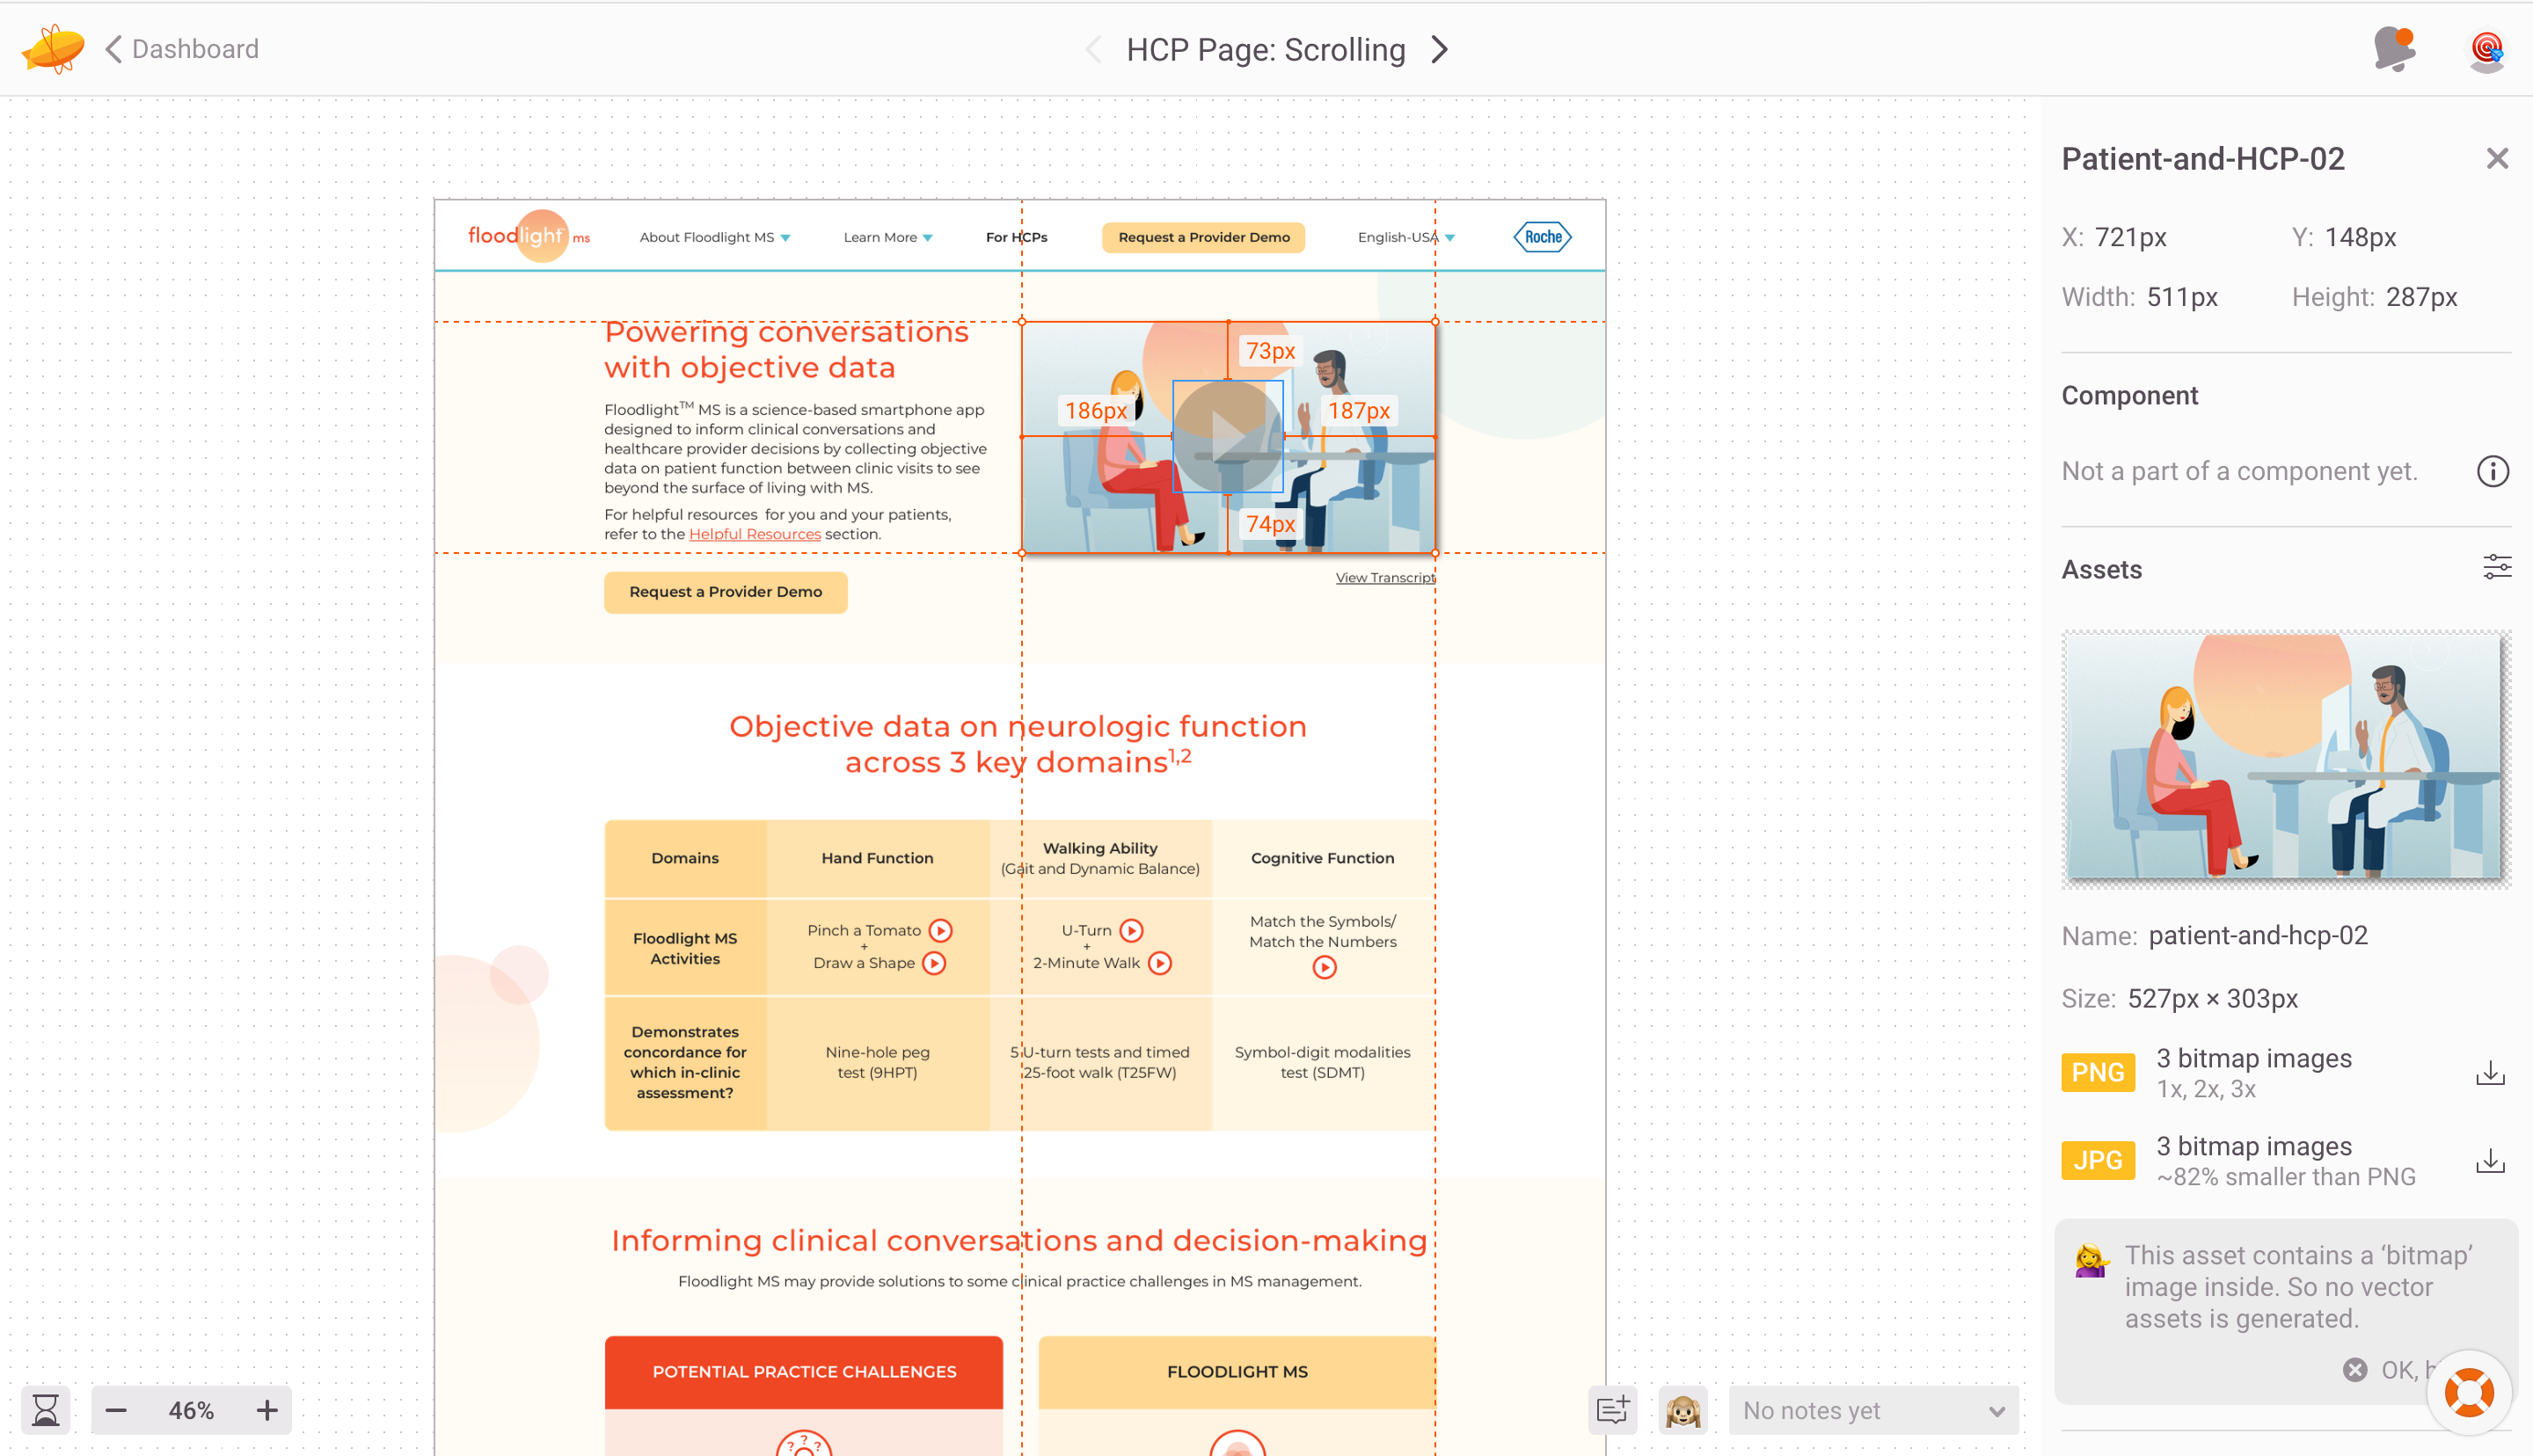 Dashboard
HCP Page: Scrolling
floodlight ms
About Floodlight MS
Learn More
For HCPs
Request a Provider Demo
English-USA
Roche
Powering conversations
with objective data
Floodlight™ MS is a science-based smartphone app
designed to inform clinical conversations and
healthcare provider decisions by collecting objective
data on patient function between clinic visits to see
beyond the surface of living with MS.
For helpful resources for you and your patients,
refer to the Helpful Resources section.
Request a Provider Demo
73px
186px
187px
74px
View Transcript
Objective data on neurologic function
across 3 key domains1,2
Domains
Hand Function
Walking Ability
(Gait and Dynamic Balance)
Cognitive Function
Floodlight MS
Activities
Pinch a Tomato
+
Draw a Shape
U-Turn
+
2-Minute Walk
Match the Symbols/
Match the Numbers
Demonstrates
concordance for
which in-clinic
assessment?
Nine-hole peg
test (9HPT)
5 U-turn tests and timed
25-foot walk (T25FW)
Symbol-digit modalities
test (SDMT)
Informing clinical conversations and decision-making
Floodlight MS may provide solutions to some clinical practice challenges in MS management.
POTENTIAL PRACTICE CHALLENGES
FLOODLIGHT MS
? ? ?
46%
No notes yet
Patient-and-HCP-02
X: 721px
Y: 148px
Width: 511px
Height: 287px
Component
Not a part of a component yet.
Assets
Name: patient-and-hcp-02
Size: 527px × 303px
PNG
3 bitmap images
1x, 2x, 3x
JPG
3 bitmap images
~82% smaller than PNG
This asset contains a ‘bitmap’
image inside. So no vector
assets is generated.
OK,